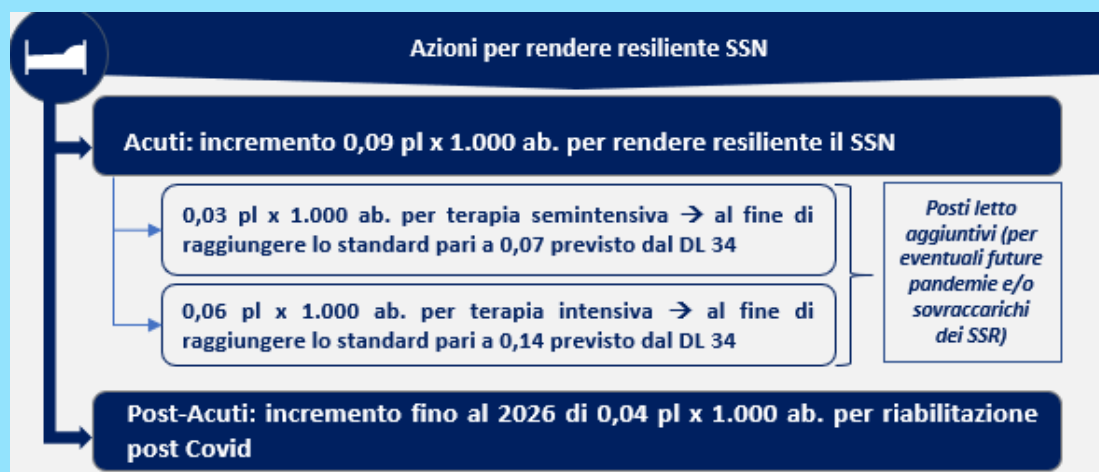 Azioni per rendere resiliente SSN
Acuti: incremento 0,09 pl x 1.000 ab. per rendere resiliente il SSN
0,03 pl x 1.000 ab. per terapia semintensiva → al fine di
raggiungere lo standard pari a 0,07 previsto dal DL 34
0,06 pl x 1.000 ab. per terapia intensiva → al fine di
raggiungere lo standard pari a 0,14 previsto dal DL 34
Posti letto
aggiuntivi (per
eventuali future
pandemie e/o
sovraccarichi
dei SSR)
Post-Acuti: incremento fino al 2026 di 0,04 pl x 1.000 ab. per riabilitazione
post Covid